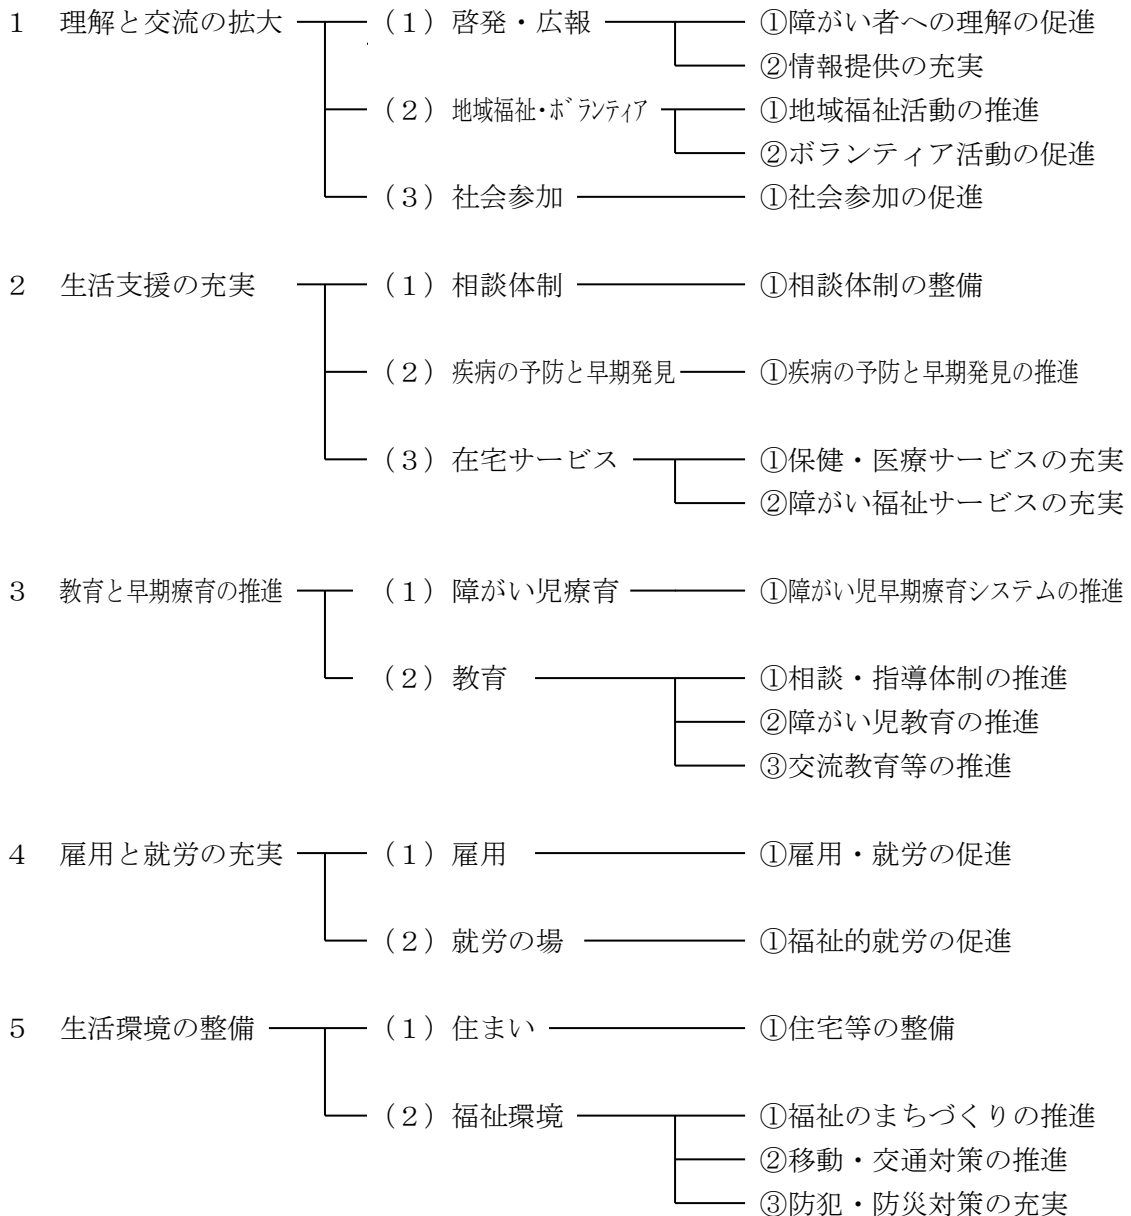 1 理解と交流の拡大 (1) 啓発・広報 ①障がい者への理解の促進
②情報提供の充実
(2) 地域福祉・ボランティア ①地域福祉活動の推進
②ボランティア活動の促進
(3) 社会参加 ①社会参加の促進
2 生活支援の充実 (1) 相談体制 ①相談体制の整備
(2) 疾病の予防と早期発見 ①疾病の予防と早期発見の推進
(3) 在宅サービス ①保健・医療サービスの充実
②障がい福祉サービスの充実
3 教育と早期療育の推進 (1) 障がい児療育 ①障がい児早期療育システムの推進
(2) 教育 ①相談・指導体制の推進
②障がい児教育の推進
③交流教育等の推進
4 雇用と就労の充実 (1) 雇用 ①雇用・就労の促進
(2) 就労の場 ①福祉的就労の促進
5 生活環境の整備 (1) 住まい ①住宅等の整備
(2) 福祉環境 ①福祉のまちづくりの推進
②移動・交通対策の推進
③防犯・防災対策の充実